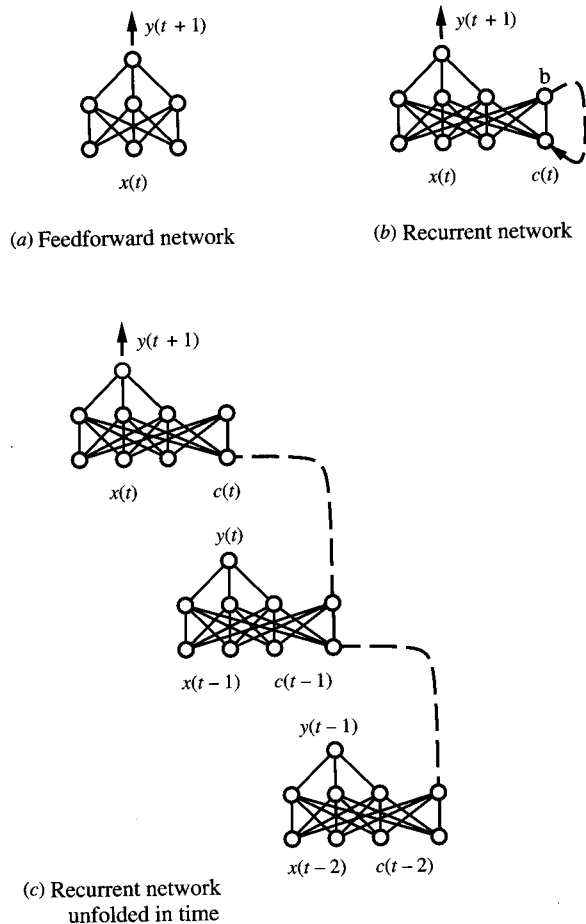 y(t + 1)
x(t)
(a) Feedforward network
y(t + 1)
b
x(t) c(t)
(b) Recurrent network
y(t + 1)
x(t) c(t)
y(t)
x(t – 1) c(t – 1)
y(t – 1)
x(t – 2) c(t – 2)
(c) Recurrent network
unfolded in time